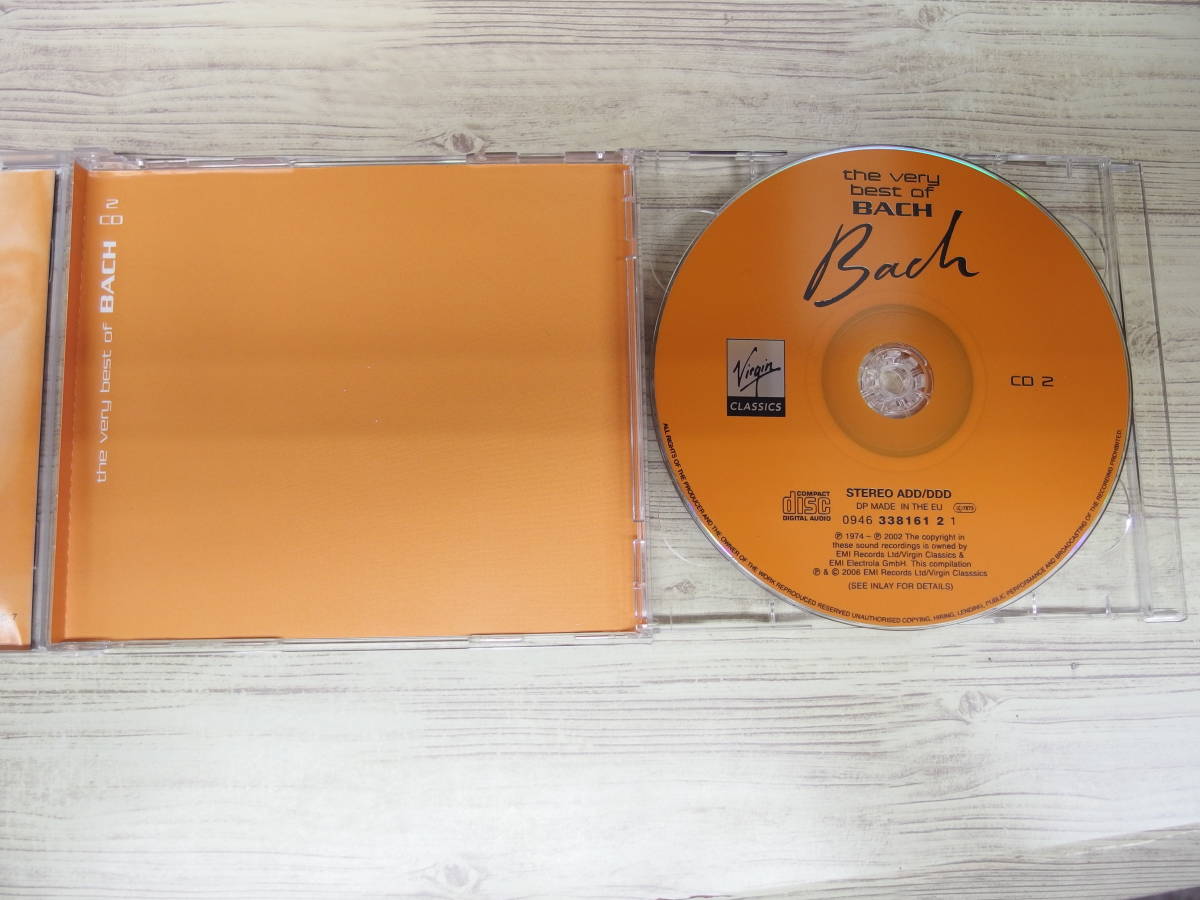 the very best of BACH CD 2
the very
best of
BACH
Bach
Virgin
CLASSICS
CD 2
COMPACT
disc
DIGITAL AUDIO
STEREO ADD/DDD
DP MADE IN THE EU
0946 338161 2 1
℗ 1974 – ℗ 2002 The copyright in
these sound recordings is owned by
EMI Records Ltd/Virgin Classics &
EMI Electrola GmbH. This compilation
℗ & © 2006 EMI Records Ltd/Virgin Classsics
(SEE INLAY FOR DETAILS)
ALL RIGHTS OF THE PRODUCER AND THE OWNER OF THE WORK REPRODUCED RESERVED UNAUTHORISED COPYING, HIRING, LENDING, PUBLIC PERFORMANCE AND BROADCASTING OF THE RECORDING PROHIBITED.
7